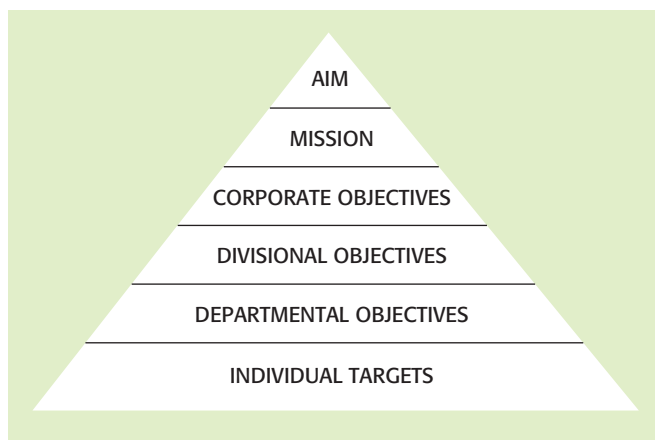 AIM
MISSION
CORPORATE OBJECTIVES
DIVISIONAL OBJECTIVES
DEPARTMENTAL OBJECTIVES
INDIVIDUAL TARGETS